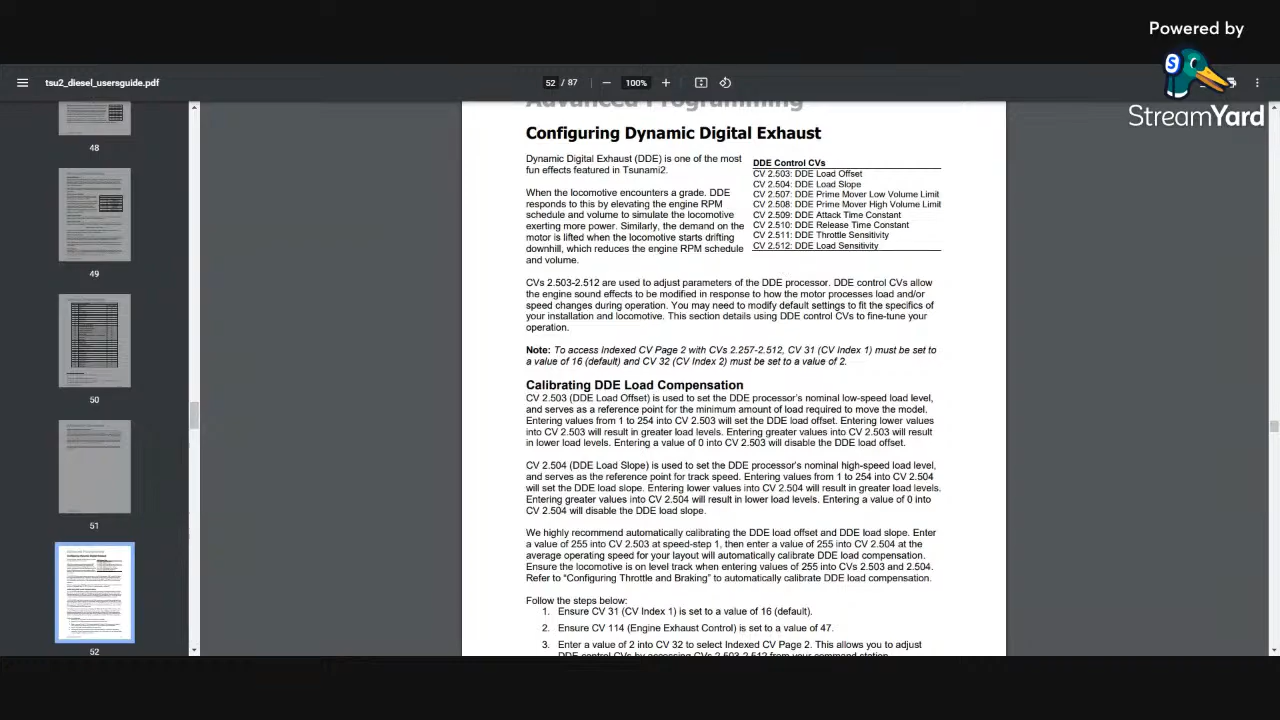 Powered by
StreamYard
tsu2_diesel_usersguide.pdf
52 / 87
100%
48
49
50
51
52
Advanced Programming
Configuring Dynamic Digital Exhaust
Dynamic Digital Exhaust (DDE) is one of the most
fun effects featured in Tsunami2.
When the locomotive encounters a grade. DDE
responds to this by elevating the engine RPM
schedule and volume to simulate the locomotive
exerting more power. Similarly, the demand on the
motor is lifted when the locomotive starts drifting
downhill, which reduces the engine RPM schedule
and volume.
DDE Control CVs
CV 2.503: DDE Load Offset
CV 2.504: DDE Load Slope
CV 2.507: DDE Prime Mover Low Volume Limit
CV 2.508: DDE Prime Mover High Volume Limit
CV 2.509: DDE Attack Time Constant
CV 2.510: DDE Release Time Constant
CV 2.511: DDE Throttle Sensitivity
CV 2.512: DDE Load Sensitivity
CVs 2.503-2.512 are used to adjust parameters of the DDE processor. DDE control CVs allow
the engine sound effects to be modified in response to how the motor processes load and/or
speed changes during operation. You may need to modify default settings to fit the specifics of
your installation and locomotive. This section details using DDE control CVs to fine-tune your
operation.
Note: To access Indexed CV Page 2 with CVs 2.257-2.512, CV 31 (CV Index 1) must be set to
a value of 16 (default) and CV 32 (CV Index 2) must be set to a value of 2.
Calibrating DDE Load Compensation
CV 2.503 (DDE Load Offset) is used to set the DDE processor's nominal low-speed load level,
and serves as a reference point for the minimum amount of load required to move the model.
Entering values from 1 to 254 into CV 2.503 will set the DDE load offset. Entering lower values
into CV 2.503 will result in greater load levels. Entering greater values into CV 2.503 will result
in lower load levels. Entering a value of 0 into CV 2.503 will disable the DDE load offset.
CV 2.504 (DDE Load Slope) is used to set the DDE processor's nominal high-speed load level,
and serves as the reference point for track speed. Entering values from 1 to 254 into CV 2.504
will set the DDE load slope. Entering lower values into CV 2.504 will result in greater load levels.
Entering greater values into CV 2.504 will result in lower load levels. Entering a value of 0 into
CV 2.504 will disable the DDE load slope.
We highly recommend automatically calibrating the DDE load offset and DDE load slope. Enter
a value of 255 into CV 2.503 at speed-step 1, then enter a value of 255 into CV 2.504 at the
average operating speed for your layout will automatically calibrate DDE load compensation.
Ensure the locomotive is on level track when entering values of 255 into CVs 2.503 and 2.504.
Refer to "Configuring Throttle and Braking" to automatically calibrate DDE load compensation.
Follow the steps below:
1. Ensure CV 31 (CV Index 1) is set to a value of 16 (default).
2. Ensure CV 114 (Engine Exhaust Control) is set to a value of 47.
3. Enter a value of 2 into CV 32 to select Indexed CV Page 2. This allows you to adjust
DDE control CVs by accessing CVs 2.503-2.512 from your command station.